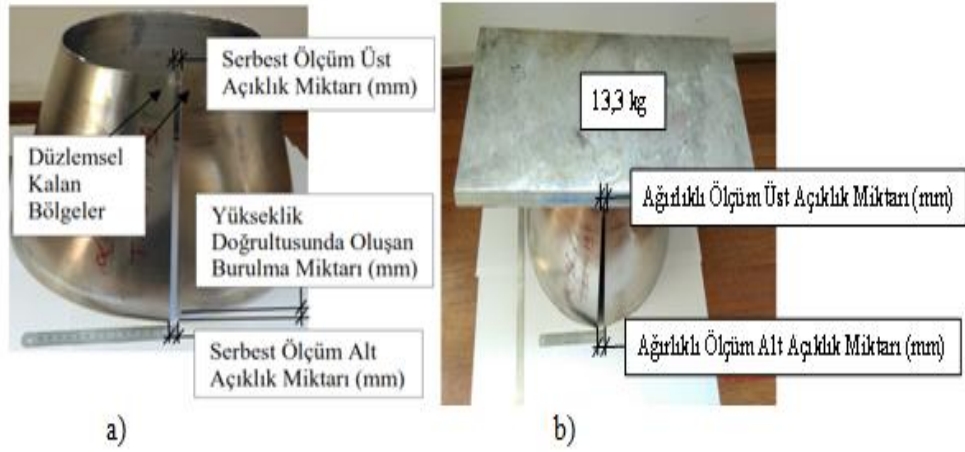 Serbest Ölçüm Üst
Açıklık Miktarı (mm)
Düzlemsel
Kalan
Bölgeler
Yükseklik
Doğrultusunda Oluşan
Burulma Miktarı (mm)
Serbest Ölçüm Alt
Açıklık Miktarı (mm)
a)
13,3 kg
Ağırlıklı Ölçüm Üst Açıklık Miktarı (mm)
Ağırlıklı Ölçüm Alt Açıklık Miktarı (mm)
b)